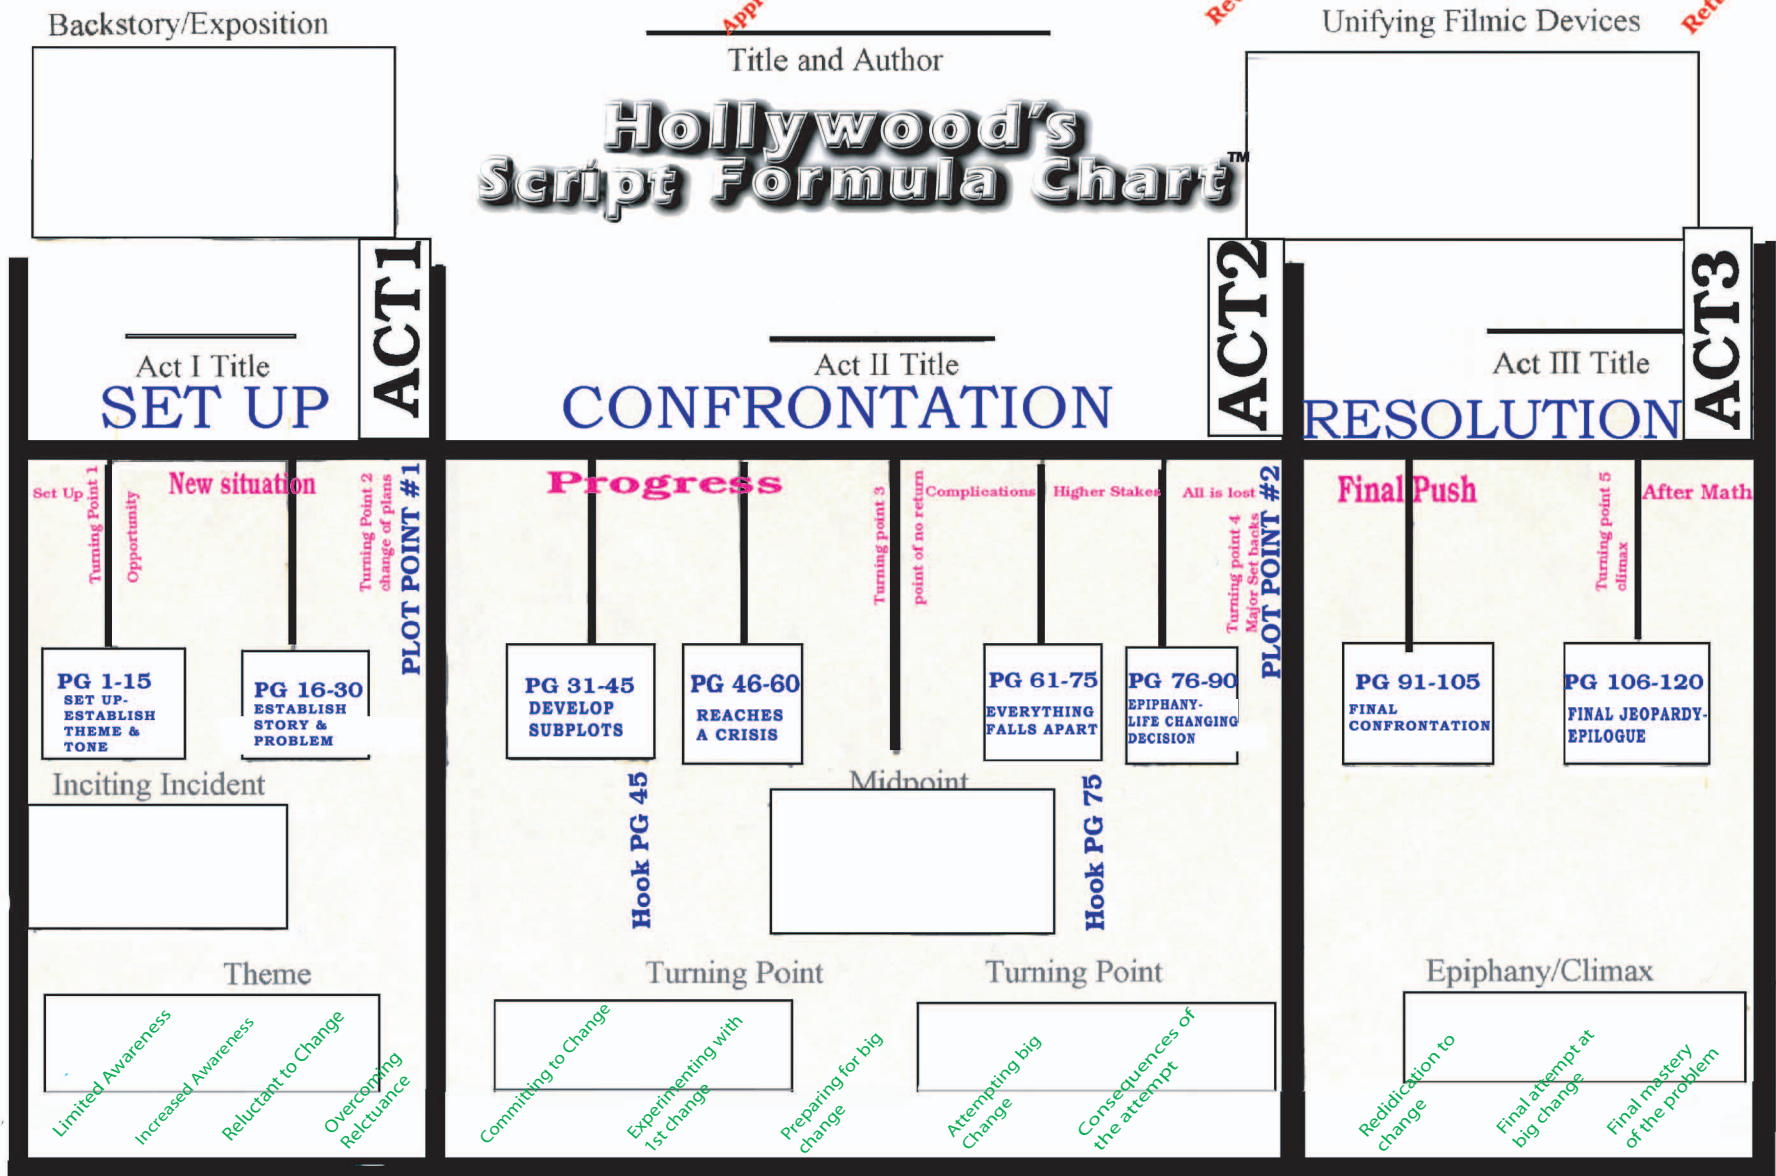 Backstory/Exposition
Title and Author
Unifying Filmic Devices
Hollywood's
Script Formula Chart™
ACT1
ACT2
ACT3
Act I Title
SET UP
Act II Title
CONFRONTATION
Act III Title
RESOLUTION
Set Up
Turning Point 1
Opportunity
New situation
Turning Point 2
change of plans
PLOT POINT #1
Progress
Turning point 3
point of no return
Complications
Higher Stakes
All is lost
Turning point 4
Major Set backs
PLOT POINT #2
Final Push
Turning point 5
climax
After Math
PG 1-15
SET UP-
ESTABLISH
THEME &
TONE
PG 16-30
ESTABLISH
STORY &
PROBLEM
PG 31-45
DEVELOP
SUBPLOTS
PG 46-60
REACHES
A CRISIS
PG 61-75
EVERYTHING
FALLS APART
PG 76-90
EPIPHANY-
LIFE CHANGING
DECISION
PG 91-105
FINAL
CONFRONTATION
PG 106-120
FINAL JEOPARDY-
EPILOGUE
Inciting Incident
Hook PG 45
Midpoint
Hook PG 75
Theme
Turning Point
Turning Point
Epiphany/Climax
Limited Awareness
Increased Awareness
Reluctant to Change
Overcoming
Relctuance
Committing to Change
Experimenting with
1st change
Preparing for big
change
Attempting big
Change
Consequences of
the attempt
Redidication to
change
Final attempt at
big change
Final mastery
of the problem